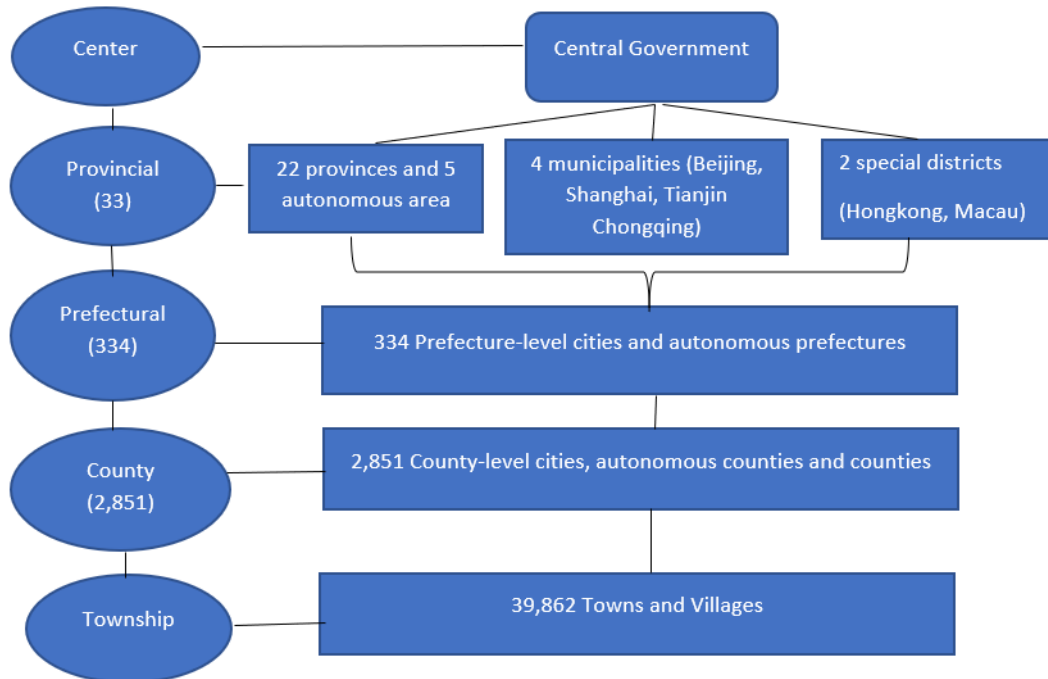 Center
Central Government
Provincial
(33)
22 provinces and 5
autonomous area
4 municipalities (Beijing,
Shanghai, Tianjin
Chongqing)
2 special districts
(Hongkong, Macau)
Prefectural
(334)
334 Prefecture-level cities and autonomous prefectures
County
(2,851)
2,851 County-level cities, autonomous counties and counties
Township
39,862 Towns and Villages